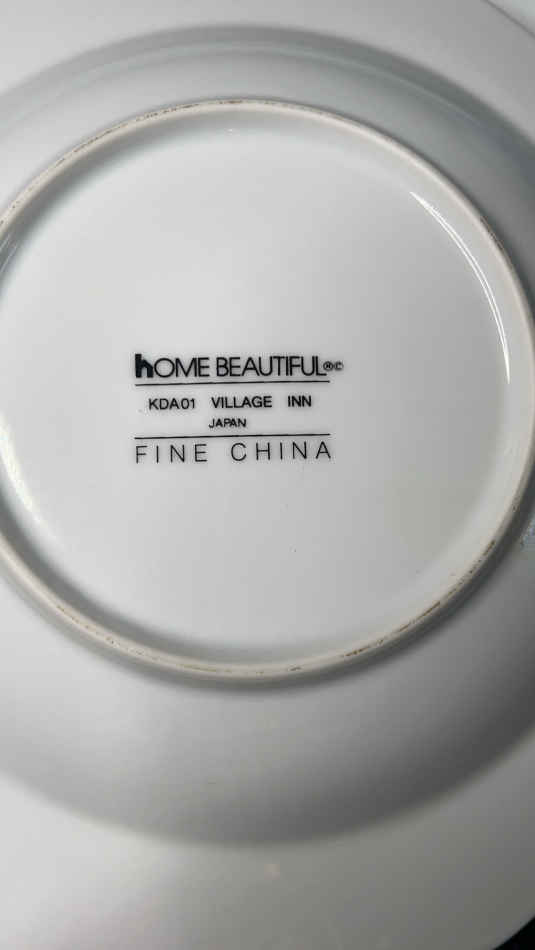 hOME BEAUTIFUL®©
KDA01 VILLAGE INN
JAPAN
FINE CHINA